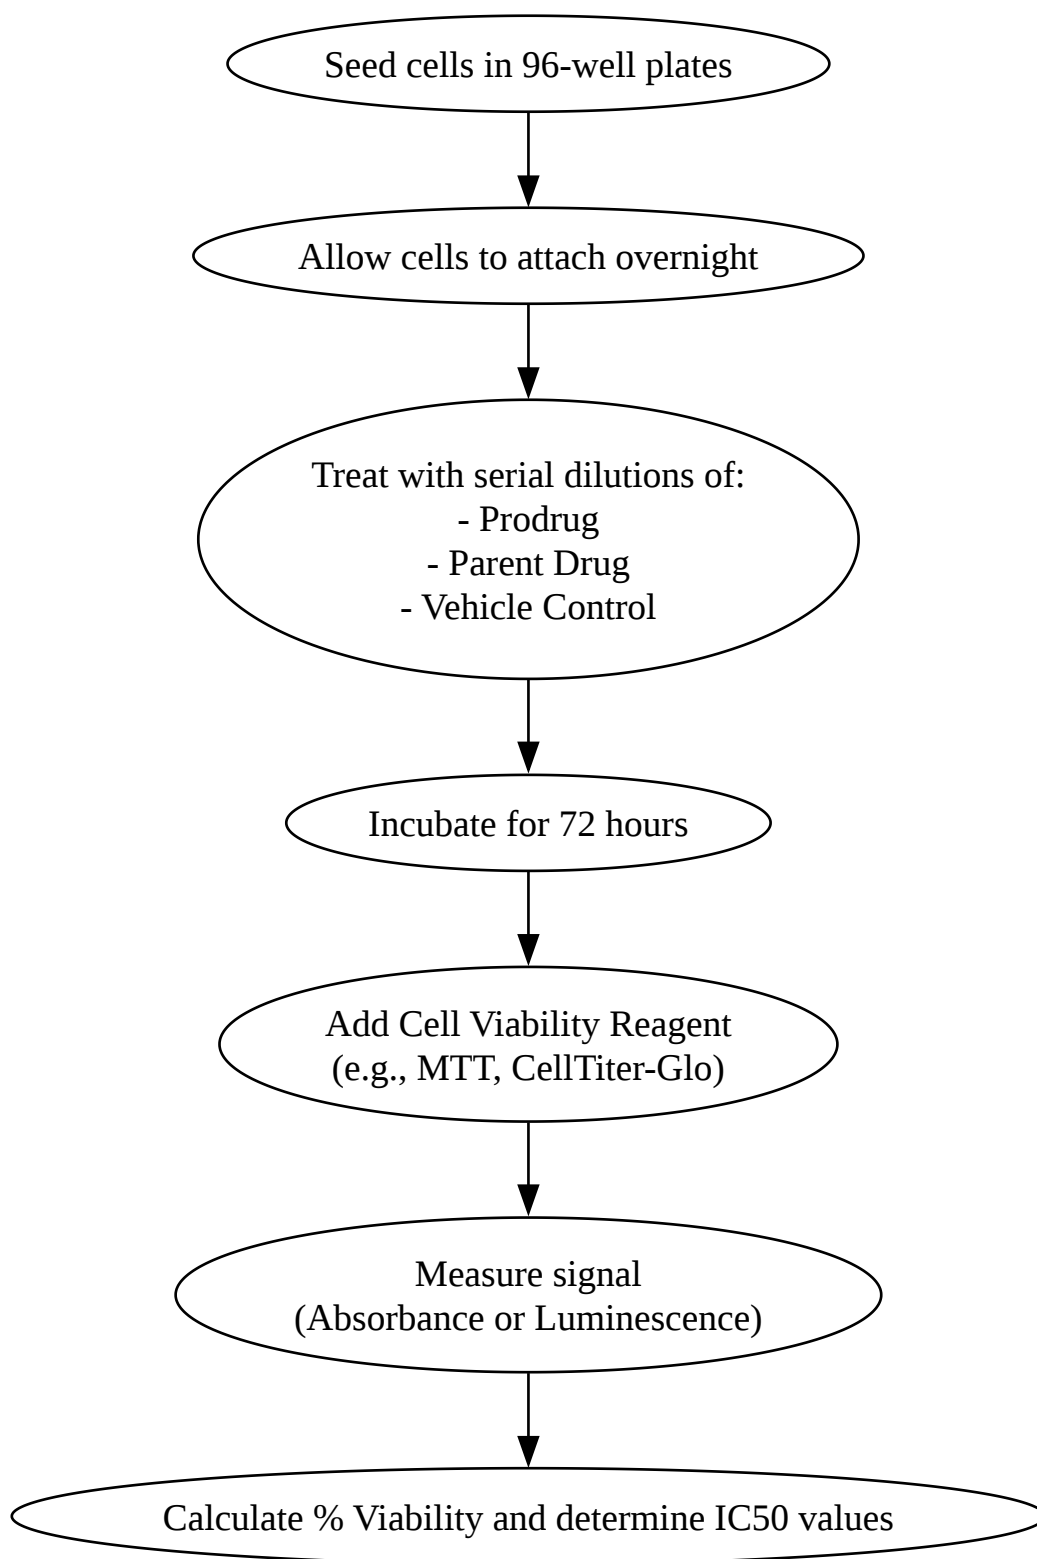 Seed cells in 96-well plates
Allow cells to attach overnight
Treat with serial dilutions of:
- Prodrug
- Parent Drug
- Vehicle Control
Incubate for 72 hours
Add Cell Viability Reagent
(e.g., MTT, CellTiter-Glo)
Measure signal
(Absorbance or Luminescence)
Calculate % Viability and determine IC50 values